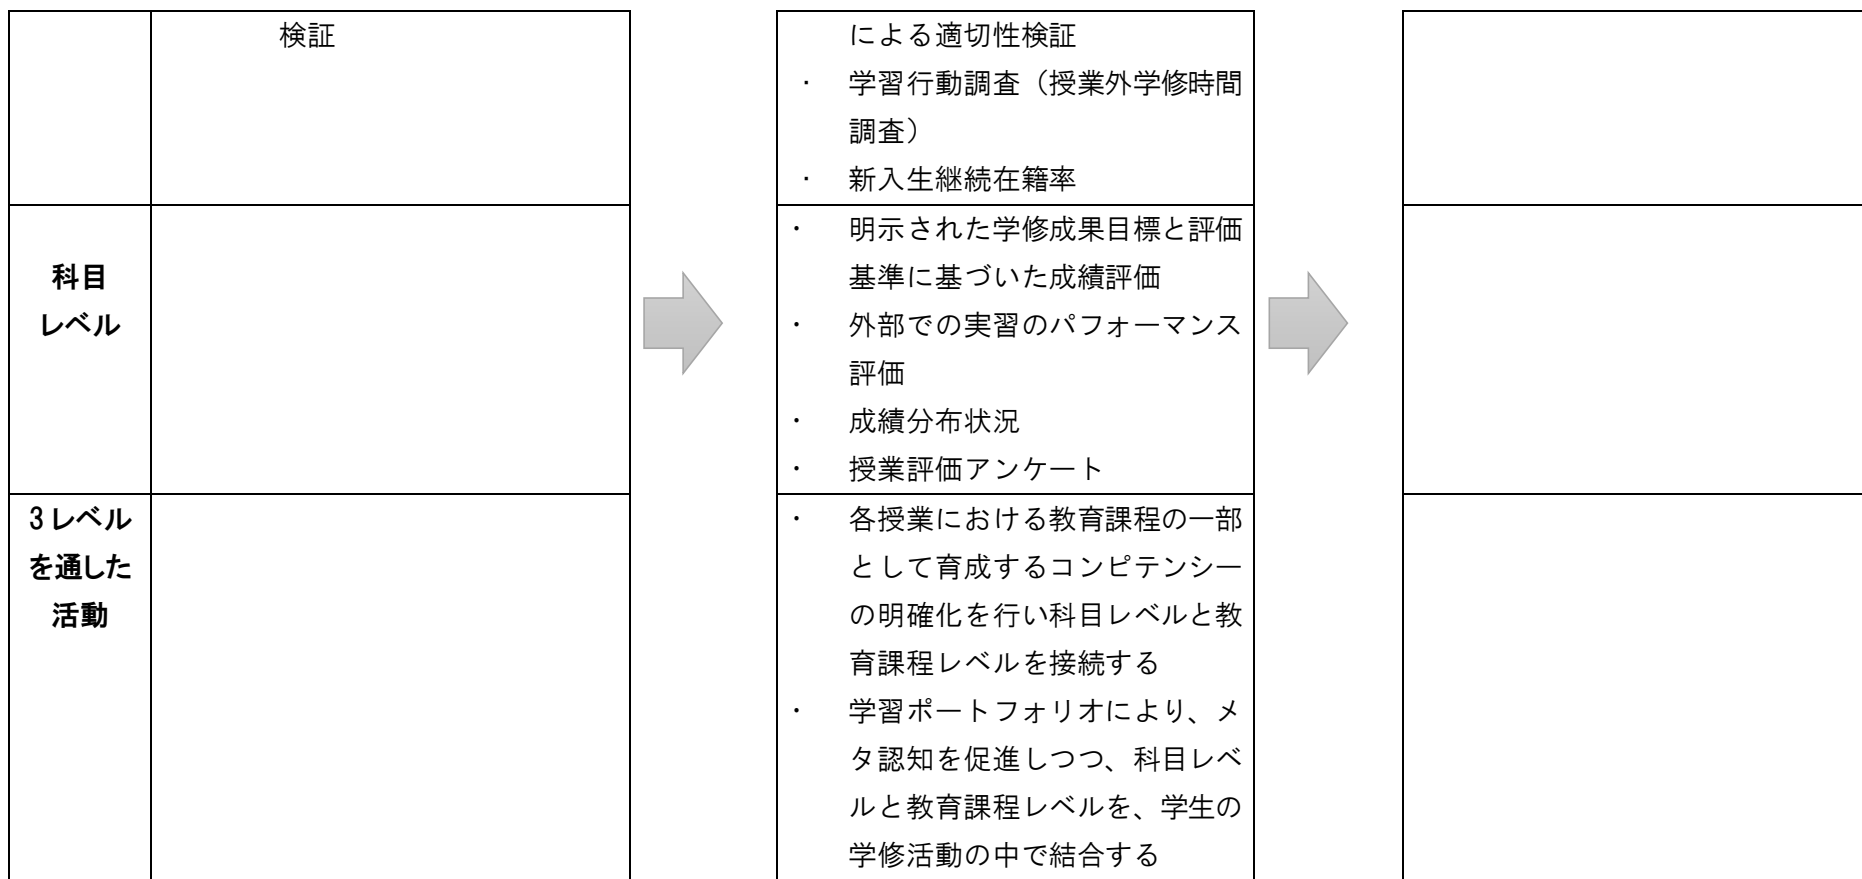 検証
による適切性検証
・ 学習行動調査（授業外学修時間
調査）
・ 新入生継続在籍率
科目
レベル
・ 明示された学修成果目標と評価
基準に基づいた成績評価
・ 外部での実習のパフォーマンス
評価
・ 成績分布状況
・ 授業評価アンケート
3レベル
を通した
活動
・ 各授業における教育課程の一部
として育成するコンピテンシー
の明確化を行い科目レベルと教
育課程レベルを接続する
・ 学習ポートフォリオにより、メ
タ認知を促進しつつ、科目レベ
ルと教育課程レベルを、学生の
学修活動の中で結合する